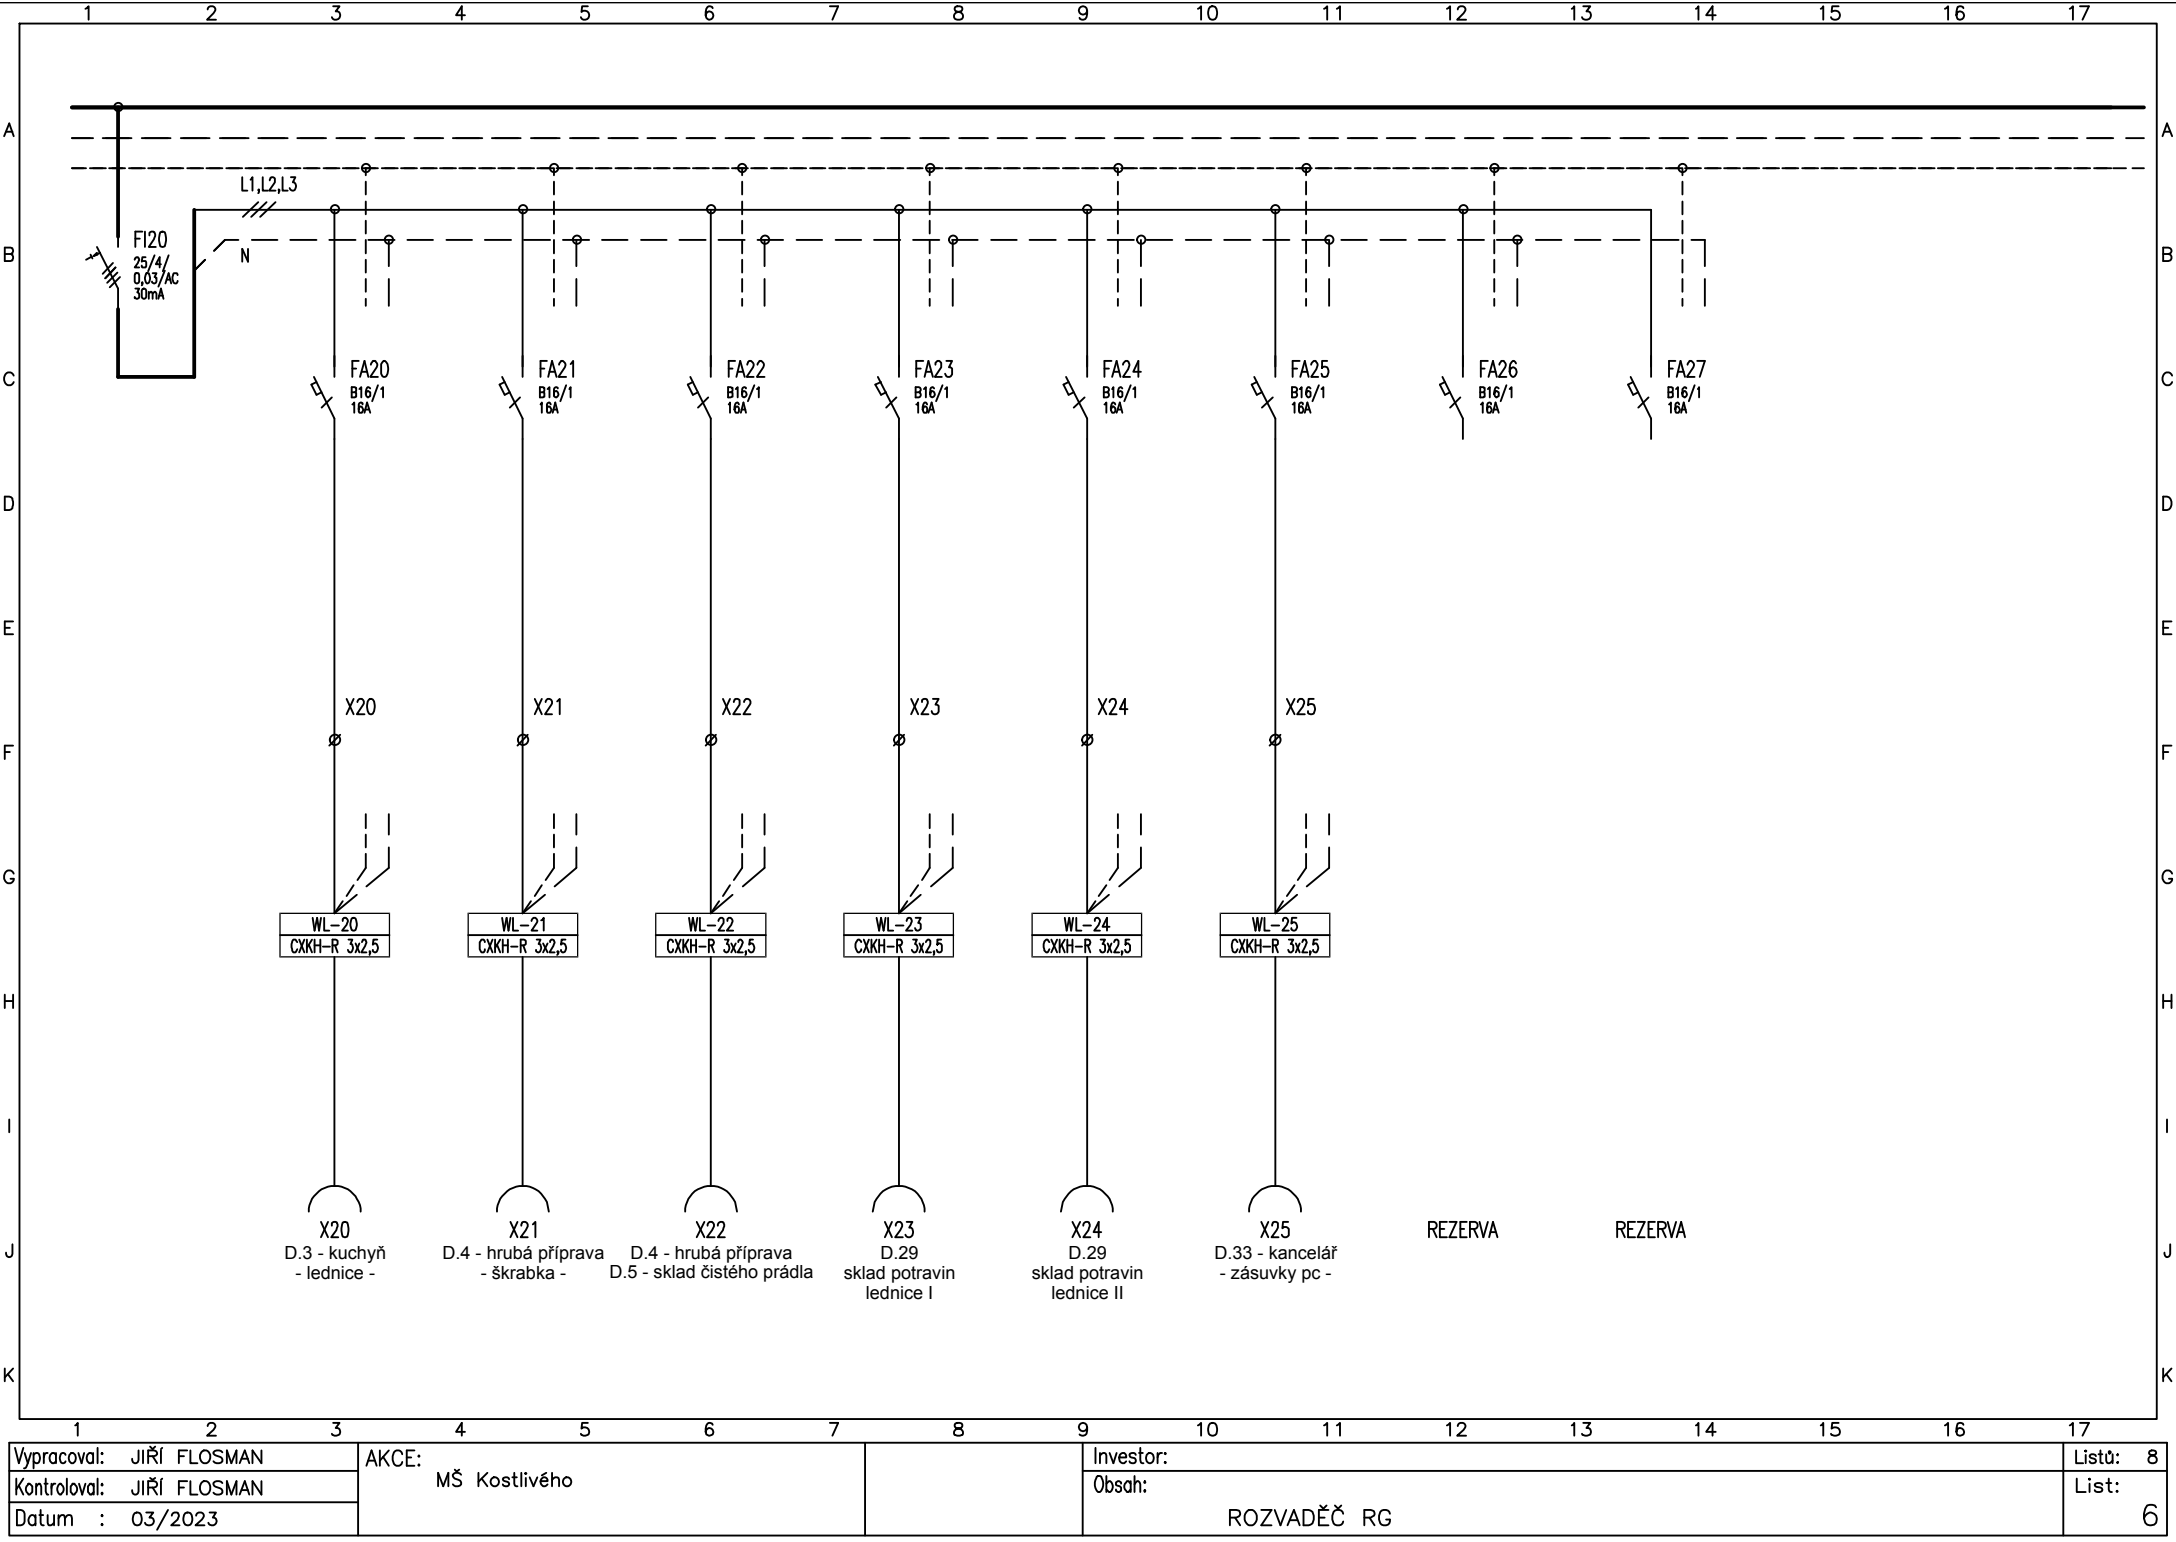 1 2 3 4 5 6 7 8 9 10 11 12 13 14 15 16 17
A A
L1,L2,L3
FI20
B N B
25/4/
0,03/AC
30mA
FA20 FA21 FA22 FA23 FA24 FA25 FA26 FA27
C C
B16/1 B16/1 B16/1 B16/1 B16/1 B16/1 B16/1 B16/1
16A 16A 16A 16A 16A 16A 16A 16A
D D
E E
X20 X21 X22 X23 X24 X25
F F
G G
WL-20 WL-21 WL-22 WL-23 WL-24 WL-25
CXKH-R 3x2,5 CXKH-R 3x2,5 CXKH-R 3x2,5 CXKH-R 3x2,5 CXKH-R 3x2,5 CXKH-R 3x2,5
H H
I I
X20 X21 X22 X23 X24 X25 REZERVA REZERVA
J D.3 - kuchyň D.4 - hrubá příprava D.4 - hrubá příprava D.29 D.29 D.33 - kancelář J
- lednice - - škrabka - D.5 - sklad čistého prádla sklad potravin sklad potravin - zásuvky pc -
lednice I lednice II
K K
1 2 3 4 5 6 7 8 9 10 11 12 13 14 15 16 17
Vypracoval: JIŘÍ FLOSMAN AKCE: Investor: Listů: 8
Kontroloval: JIŘÍ FLOSMAN MŠ Kostlivého Obsah: List:
Datum : 03/2023 ROZVADĚČ RG 6